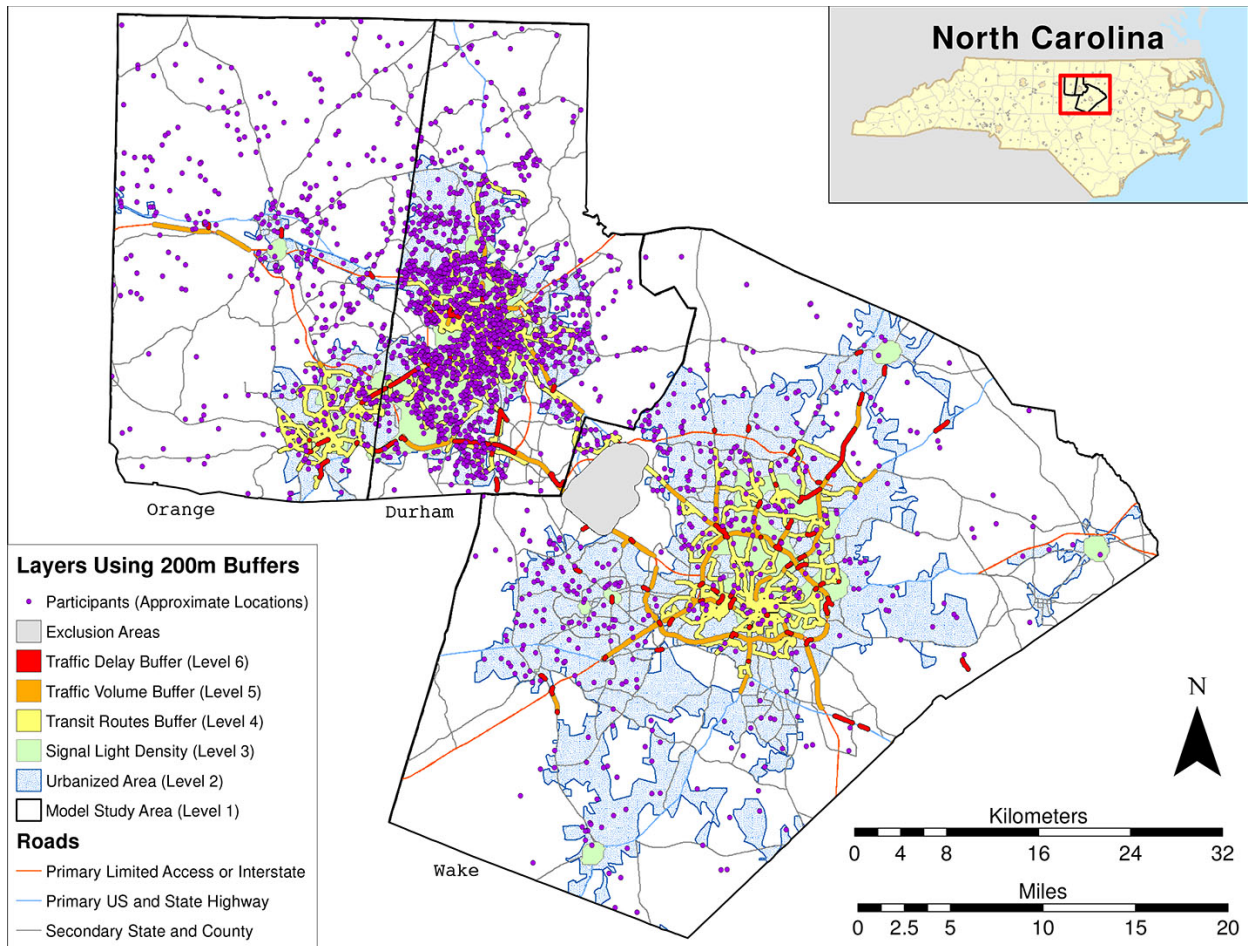 North Carolina
Orange
Durham
Wake
Layers Using 200m Buffers
Participants (Approximate Locations)
Exclusion Areas
Traffic Delay Buffer (Level 6)
Traffic Volume Buffer (Level 5)
Transit Routes Buffer (Level 4)
Signal Light Density (Level 3)
Urbanized Area (Level 2)
Model Study Area (Level 1)
Roads
Primary Limited Access or Interstate
Primary US and State Highway
Secondary State and County
N
Kilometers
0 4 8 16 24 32
Miles
0 2.5 5 10 15 20